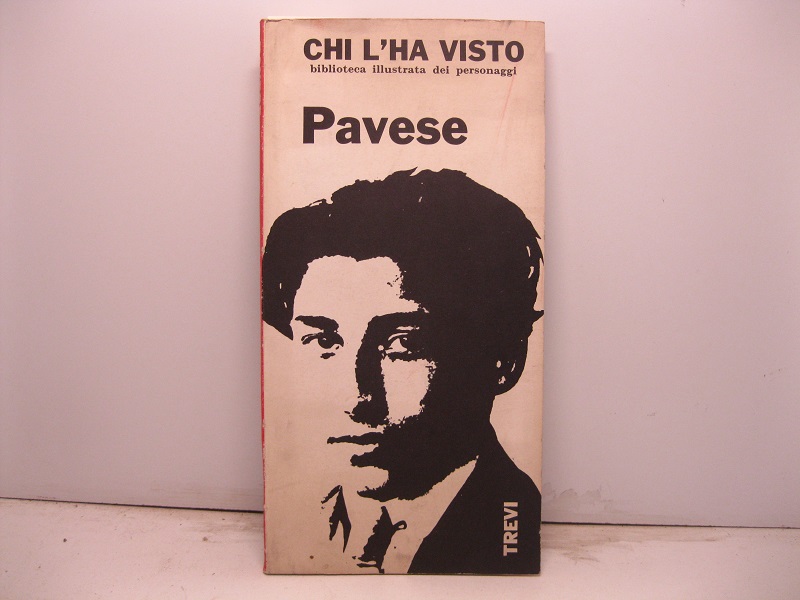 CHI L'HA VISTO
biblioteca illustrata dei personaggi
Pavese
TREVI